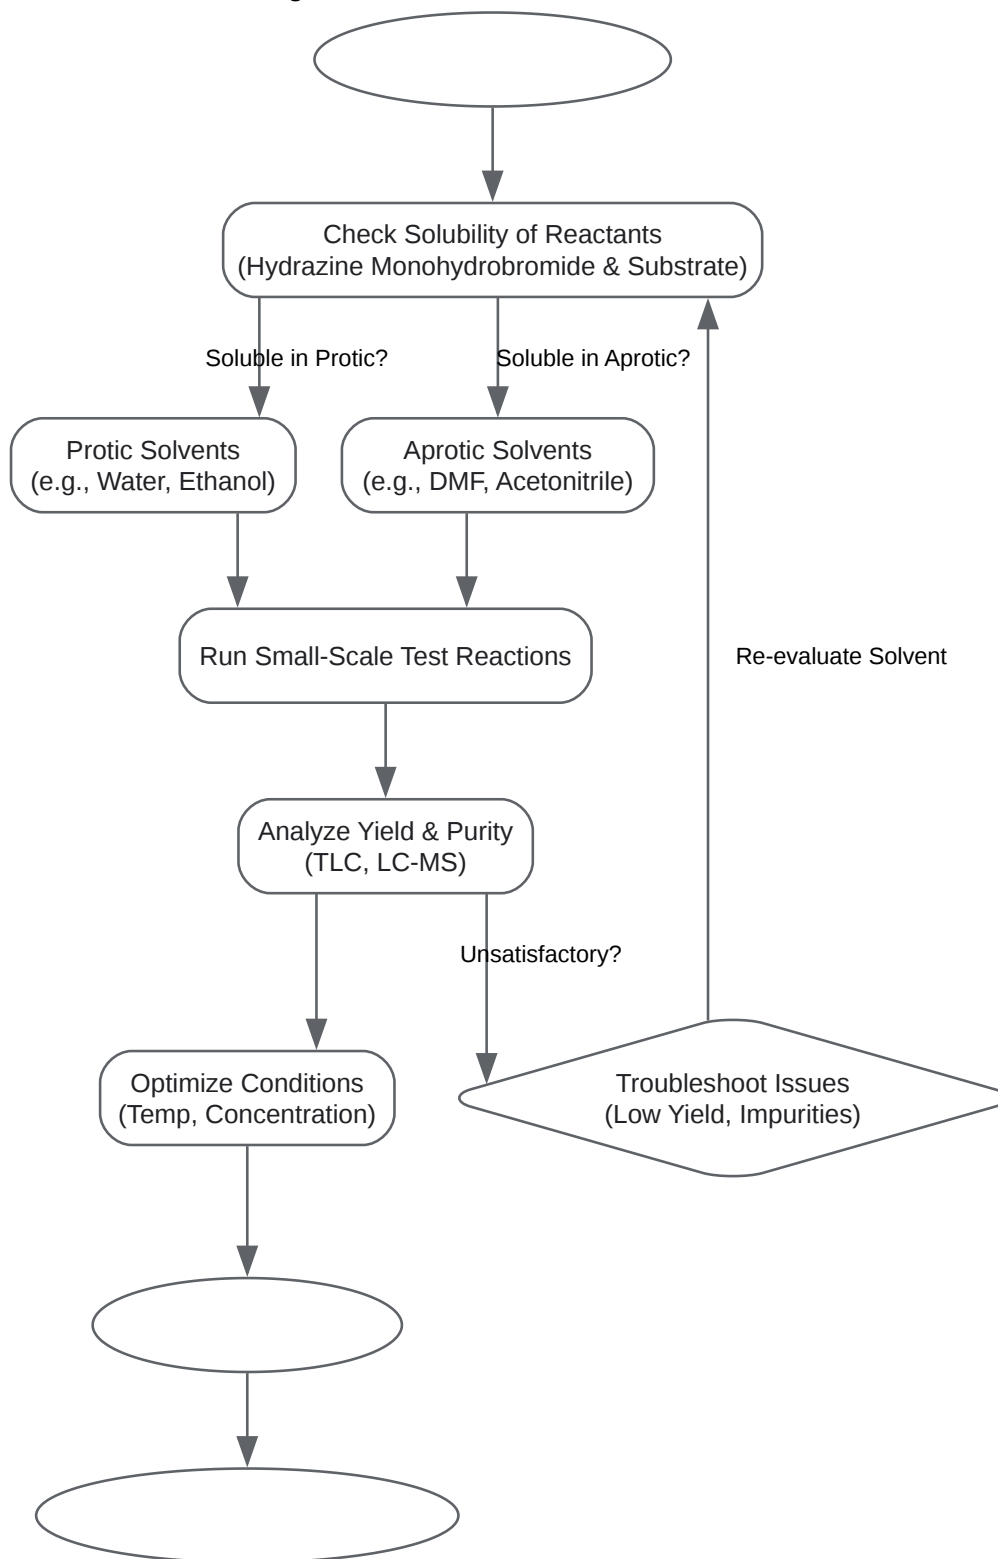 Check Solubility of Reactants
(Hydrazine Monohydrobromide & Substrate)
Soluble in Protic?
Soluble in Aprotic?
Protic Solvents
(e.g., Water, Ethanol)
Aprotic Solvents
(e.g., DMF, Acetonitrile)
Run Small-Scale Test Reactions
Re-evaluate Solvent
Analyze Yield & Purity
(TLC, LC-MS)
Unsatisfactory?
Optimize Conditions
(Temp, Concentration)
Troubleshoot Issues
(Low Yield, Impurities)